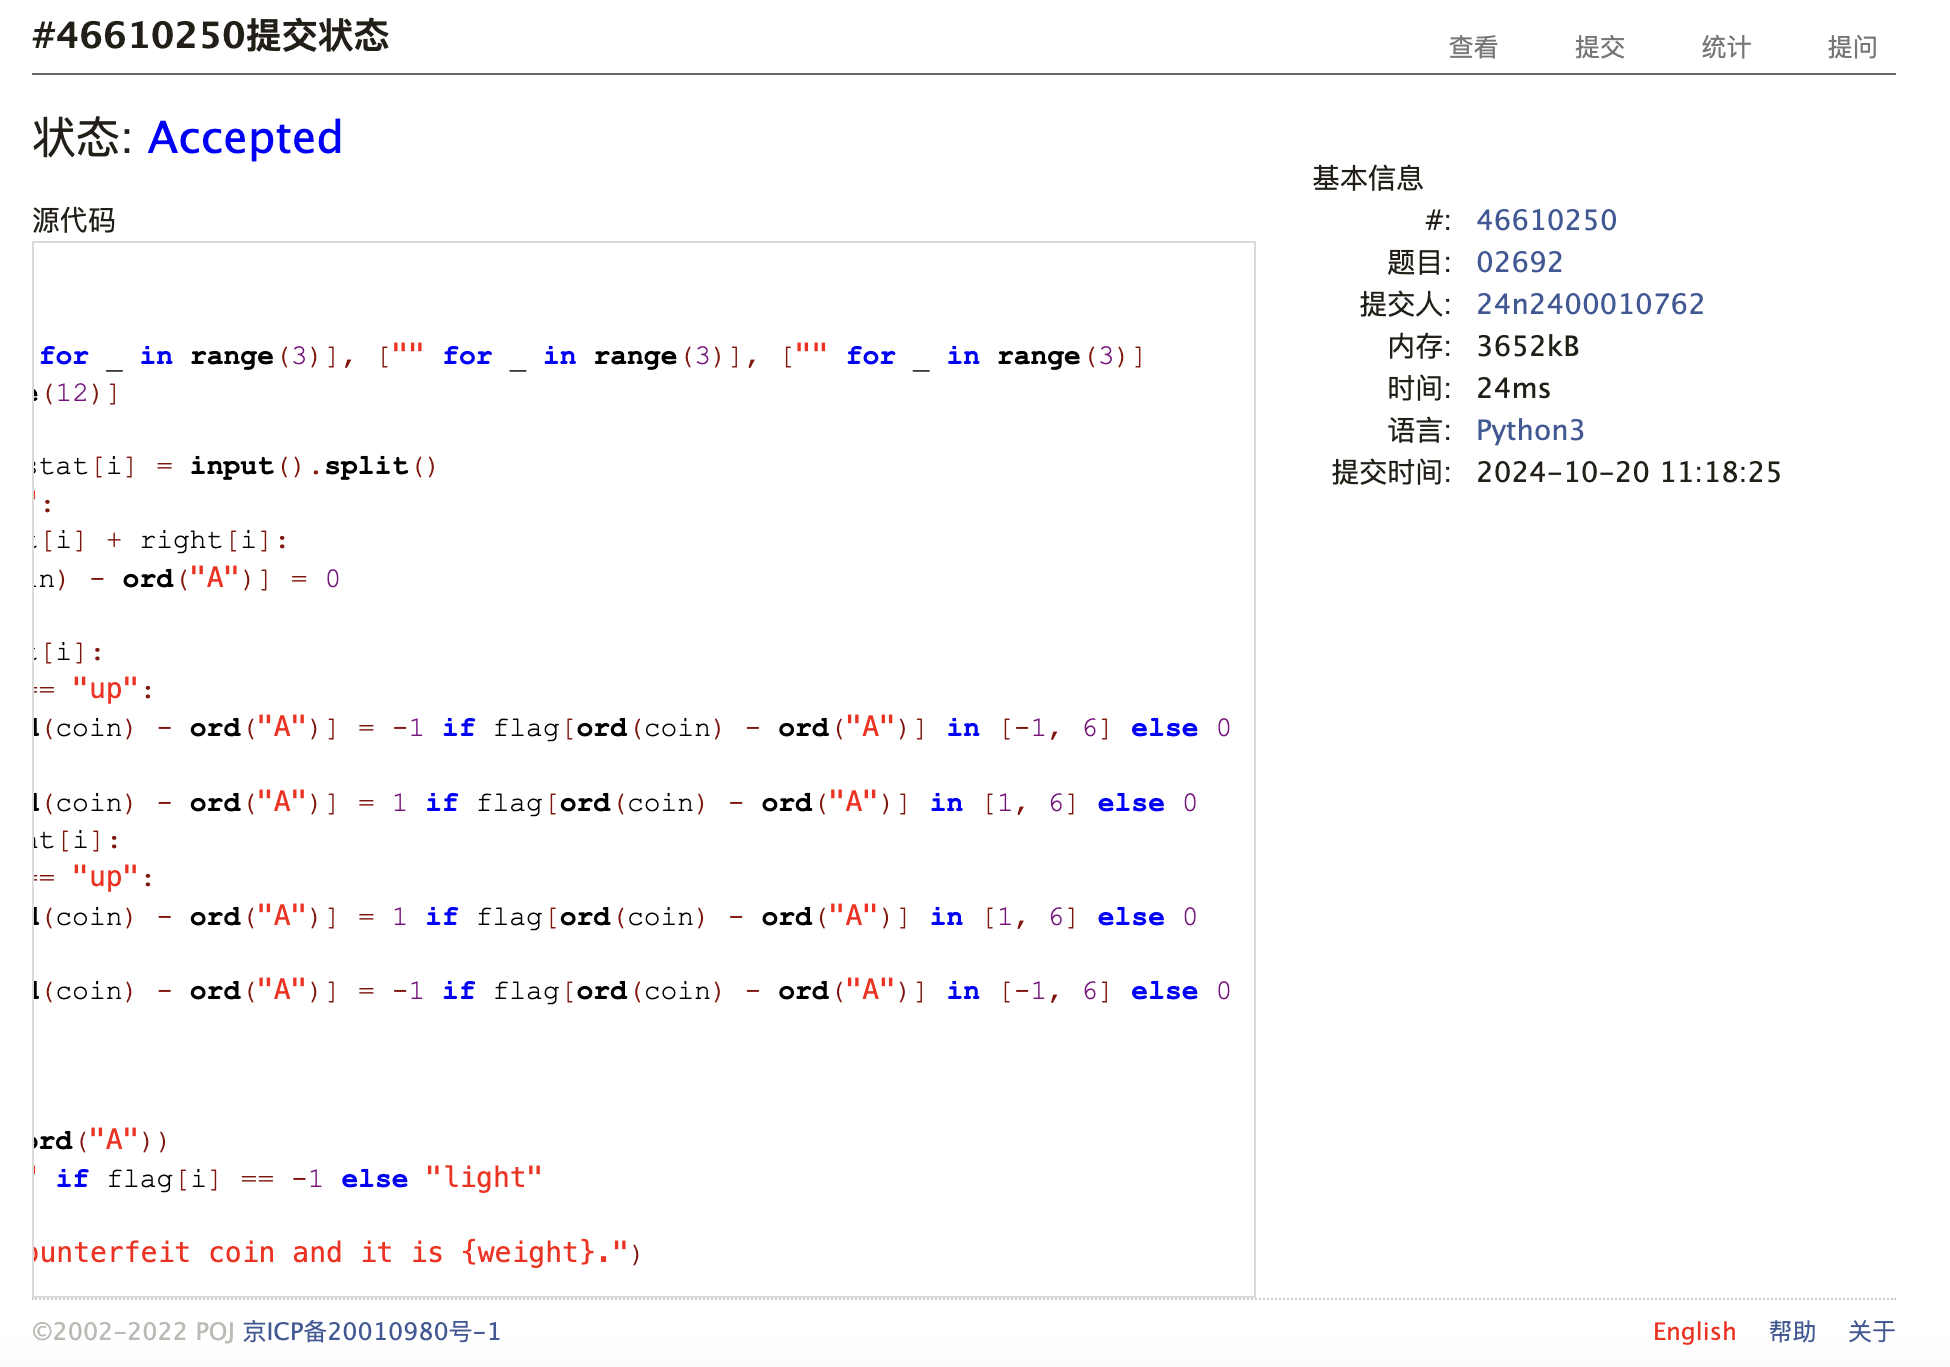 #46610250提交状态
查看 提交 统计 提问
状态: Accepted
源代码
for _ in range(3)], ["" for _ in range(3)], ["" for _ in range(3)]
(12)]
tat[i] = input().split()
":
[i] + right[i]:
n) - ord("A")] = 0
[i]:
== "up":
(coin) - ord("A")] = -1 if flag[ord(coin) - ord("A")] in [-1, 6] else 0
(coin) - ord("A")] = 1 if flag[ord(coin) - ord("A")] in [1, 6] else 0
t[i]:
== "up":
(coin) - ord("A")] = 1 if flag[ord(coin) - ord("A")] in [1, 6] else 0
(coin) - ord("A")] = -1 if flag[ord(coin) - ord("A")] in [-1, 6] else 0
ord("A"))
" if flag[i] == -1 else "light"
ounterfeit coin and it is {weight}.")
基本信息
#: 46610250
题目: 02692
提交人: 24n2400010762
内存: 3652kB
时间: 24ms
语言: Python3
提交时间: 2024-10-20 11:18:25
©2002-2022 POJ 京ICP备20010980号-1
English 帮助 关于